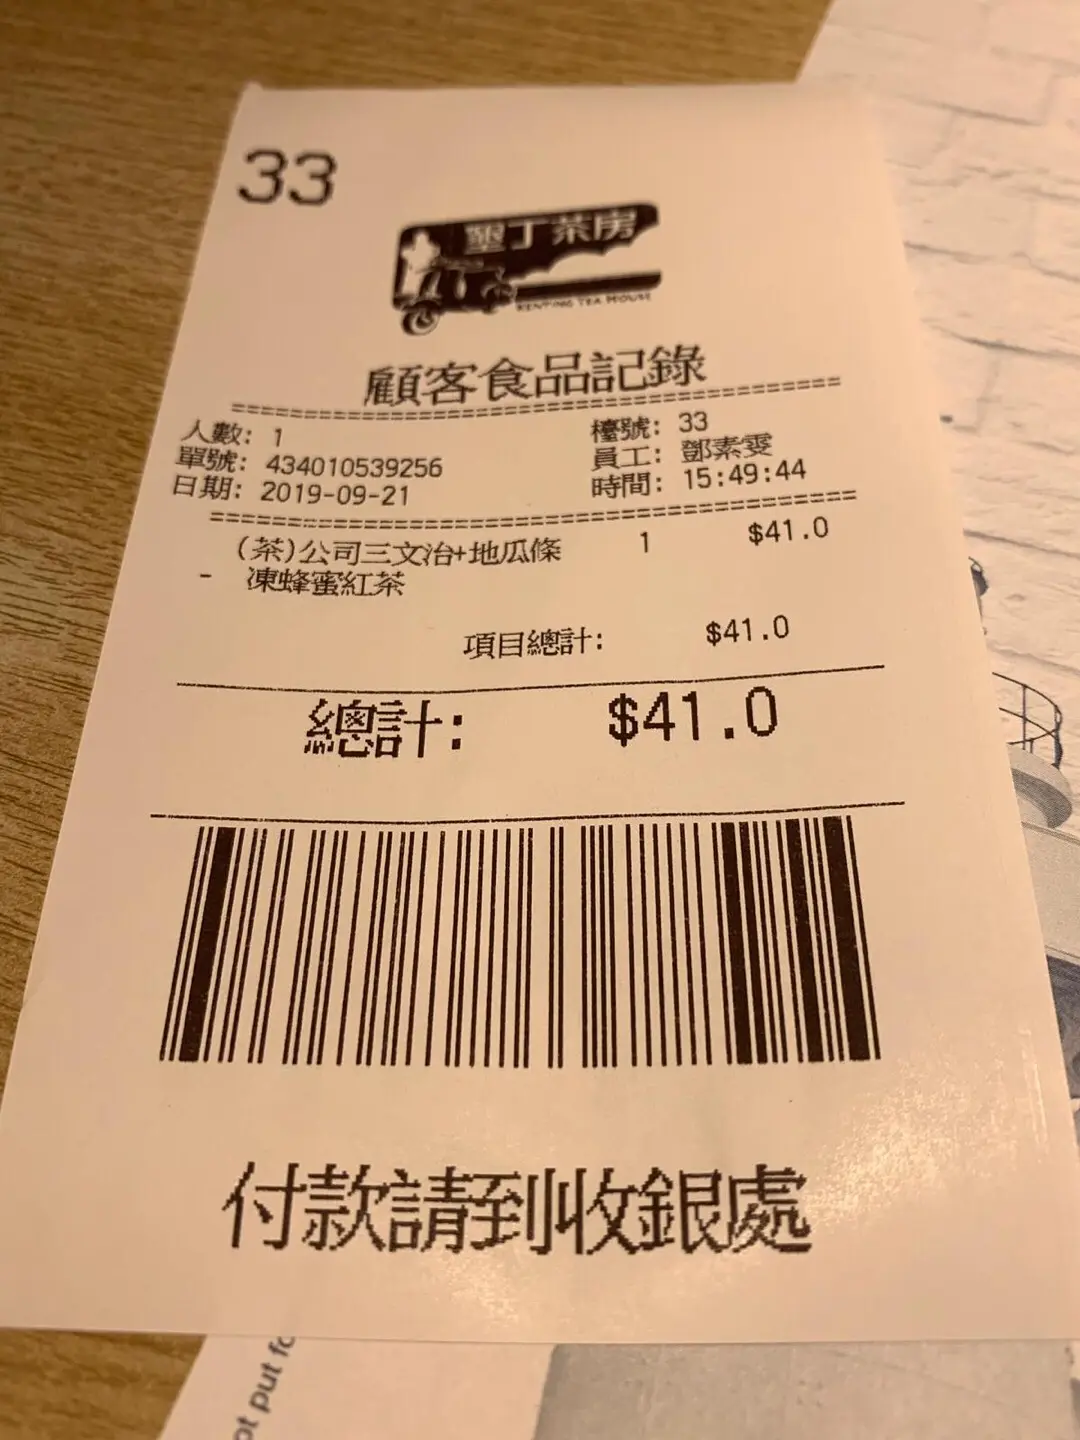 33
墾丁茶房
KENTING TEA HOUSE
顧客食品記錄
人數: 1 檯號: 33
單號: 434010539256 員工: 鄧素雯
日期: 2019-09-21 時間: 15:49:44
(茶)公司三文治+地瓜條 1 $41.0
- 凍蜂蜜紅茶
項目總計: $41.0
總計: $41.0
付款請到收銀處
ot put fo